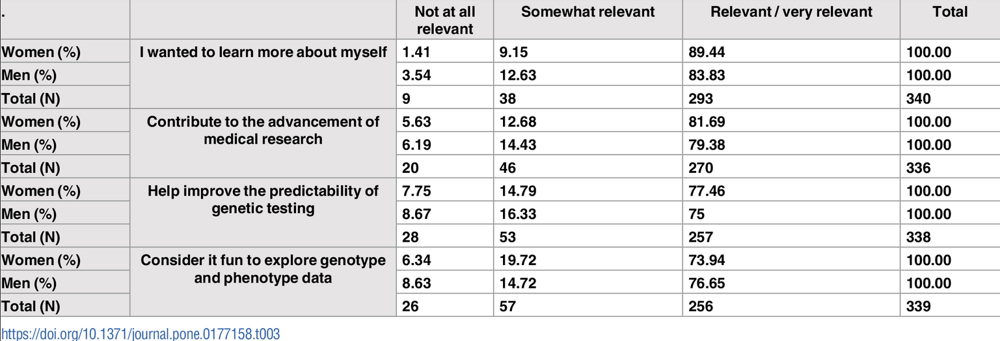 . Not at all relevant Somewhat relevant Relevant / very relevant Total
Women (%) I wanted to learn more about myself 1.41 9.15 89.44 100.00
Men (%) 3.54 12.63 83.83 100.00
Total (N) 9 38 293 340
Women (%) Contribute to the advancement of medical research 5.63 12.68 81.69 100.00
Men (%) 6.19 14.43 79.38 100.00
Total (N) 20 46 270 336
Women (%) Help improve the predictability of genetic testing 7.75 14.79 77.46 100.00
Men (%) 8.67 16.33 75 100.00
Total (N) 28 53 257 338
Women (%) Consider it fun to explore genotype and phenotype data 6.34 19.72 73.94 100.00
Men (%) 8.63 14.72 76.65 100.00
Total (N) 26 57 256 339
https://doi.org/10.1371/journal.pone.0177158.t003